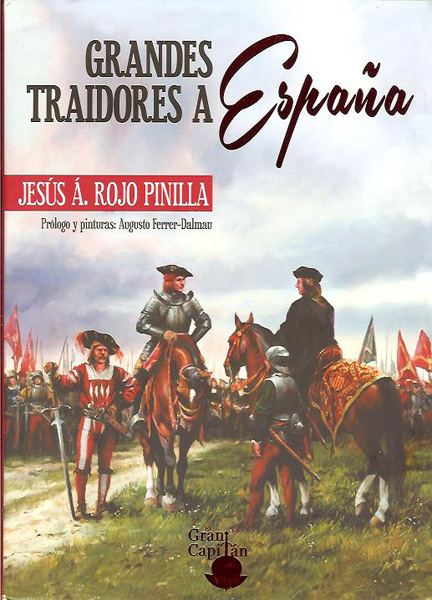 GRANDES
TRAIDORES A
España
JESÚS Á. ROJO PINILLA
Prólogo y pinturas: Augusto Ferrer-Dalmau
Gran
Capitán